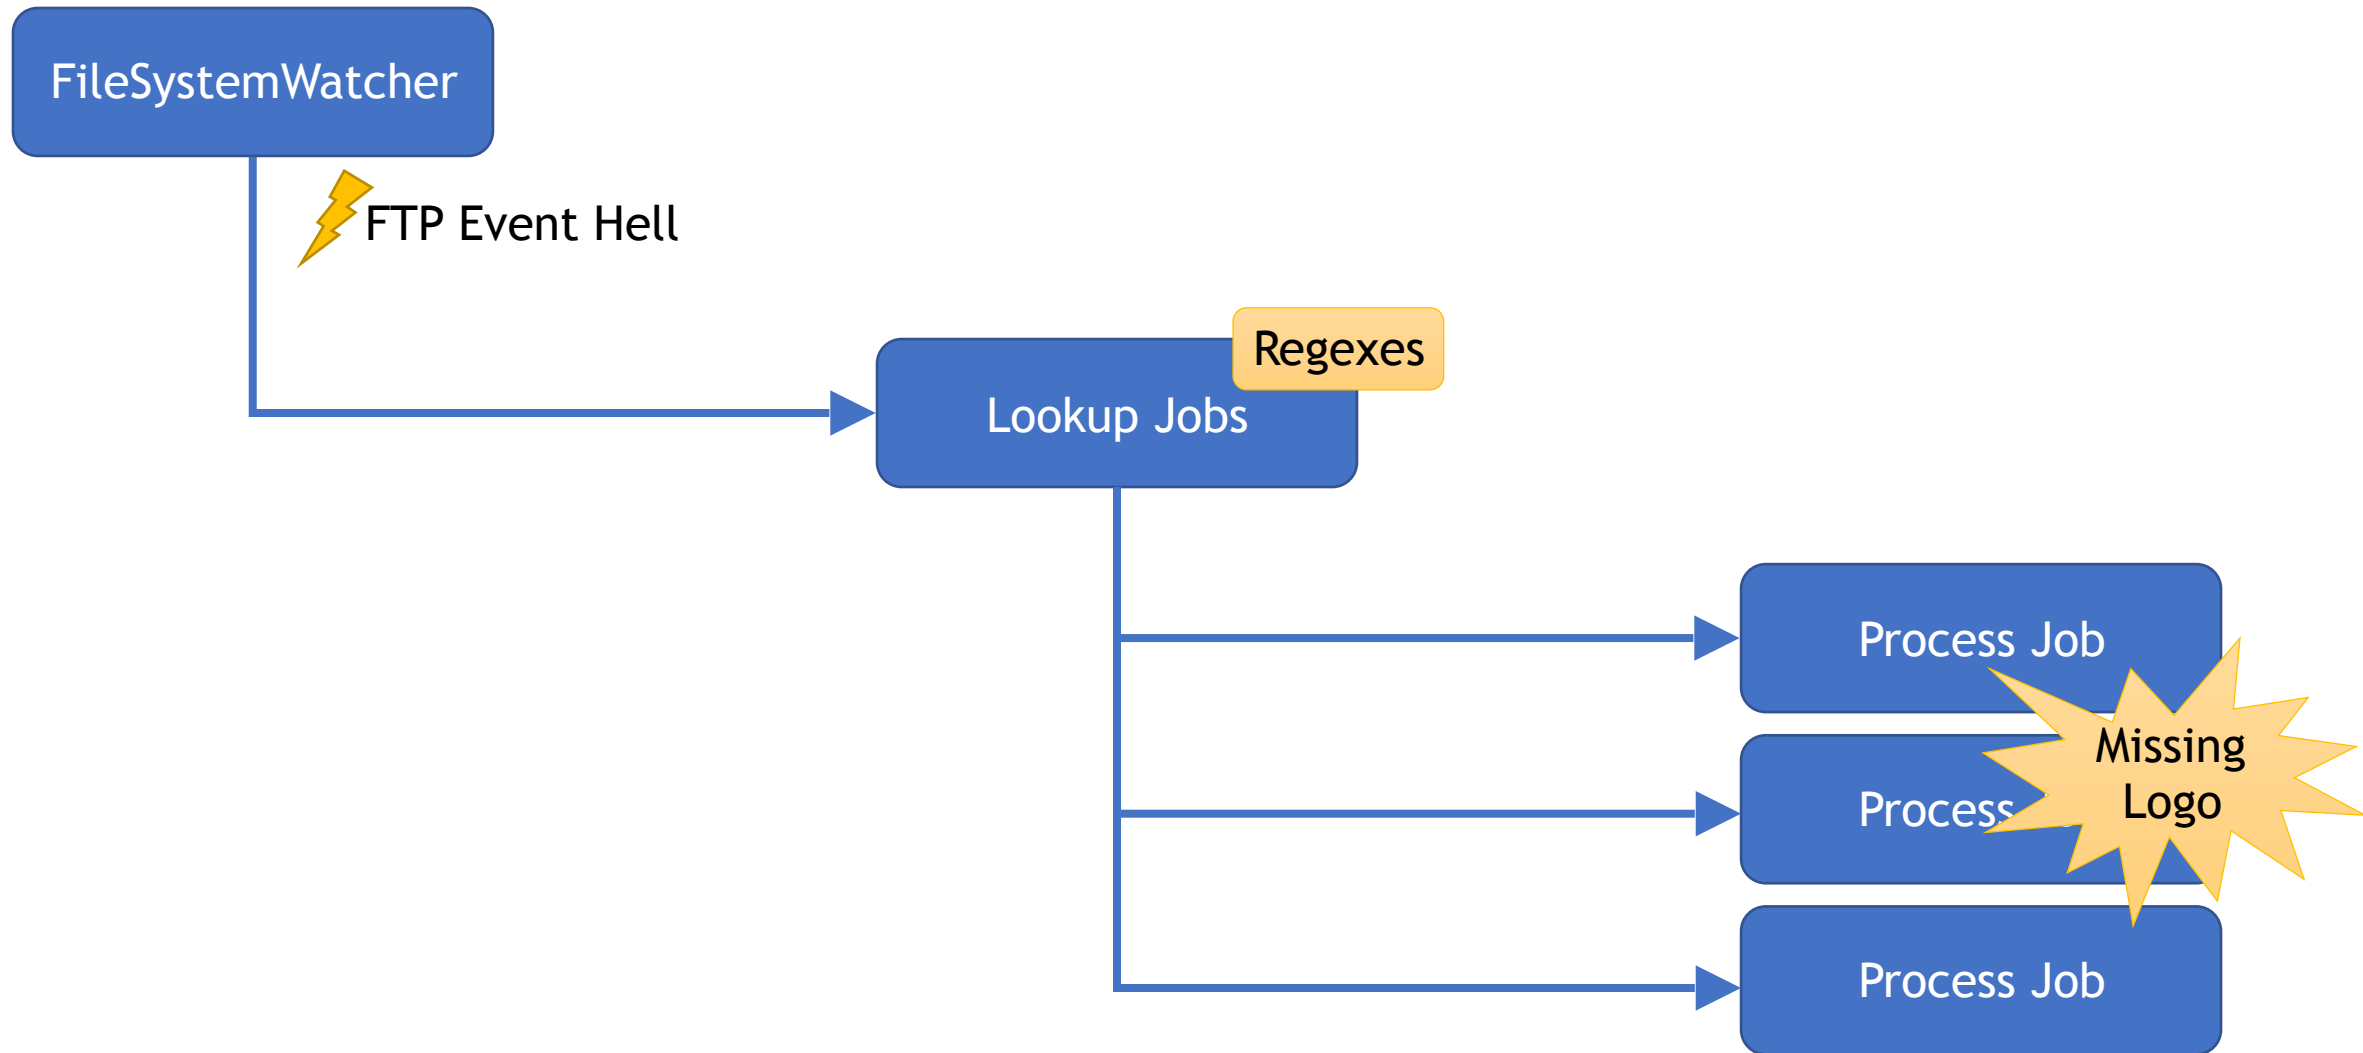 FileSystemWatcher
FTP Event Hell
Regexes
Lookup Jobs
Process Job
Missing
Logo
Process
Process Job